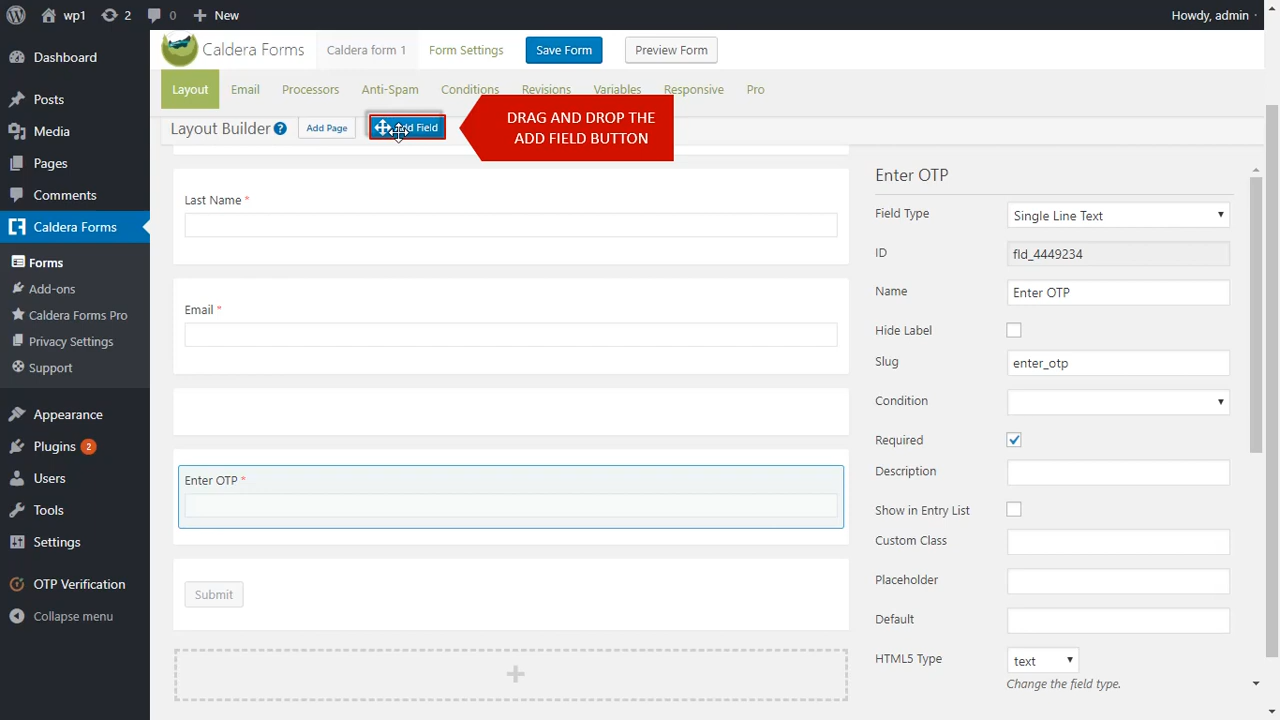 wp1
2
0
New
Howdy, admin
Dashboard
Posts
Media
Pages
Comments
Caldera Forms
Forms
Add-ons
Caldera Forms Pro
Privacy Settings
Support
Appearance
Plugins 2
Users
Tools
Settings
OTP Verification
Collapse menu
Caldera Forms
Caldera form 1
Form Settings
Save Form
Preview Form
Layout
Email
Processors
Anti-Spam
Conditions
Revisions
Variables
Responsive
Pro
Layout Builder ?
Add Page
Add Field
DRAG AND DROP THE
ADD FIELD BUTTON
Last Name *
Email *
Enter OTP *
Submit
+
Enter OTP
Field Type
Single Line Text
ID
fld_4449234
Name
Enter OTP
Hide Label
Slug
enter_otp
Condition
Required
Description
Show in Entry List
Custom Class
Placeholder
Default
HTML5 Type
text
Change the field type.